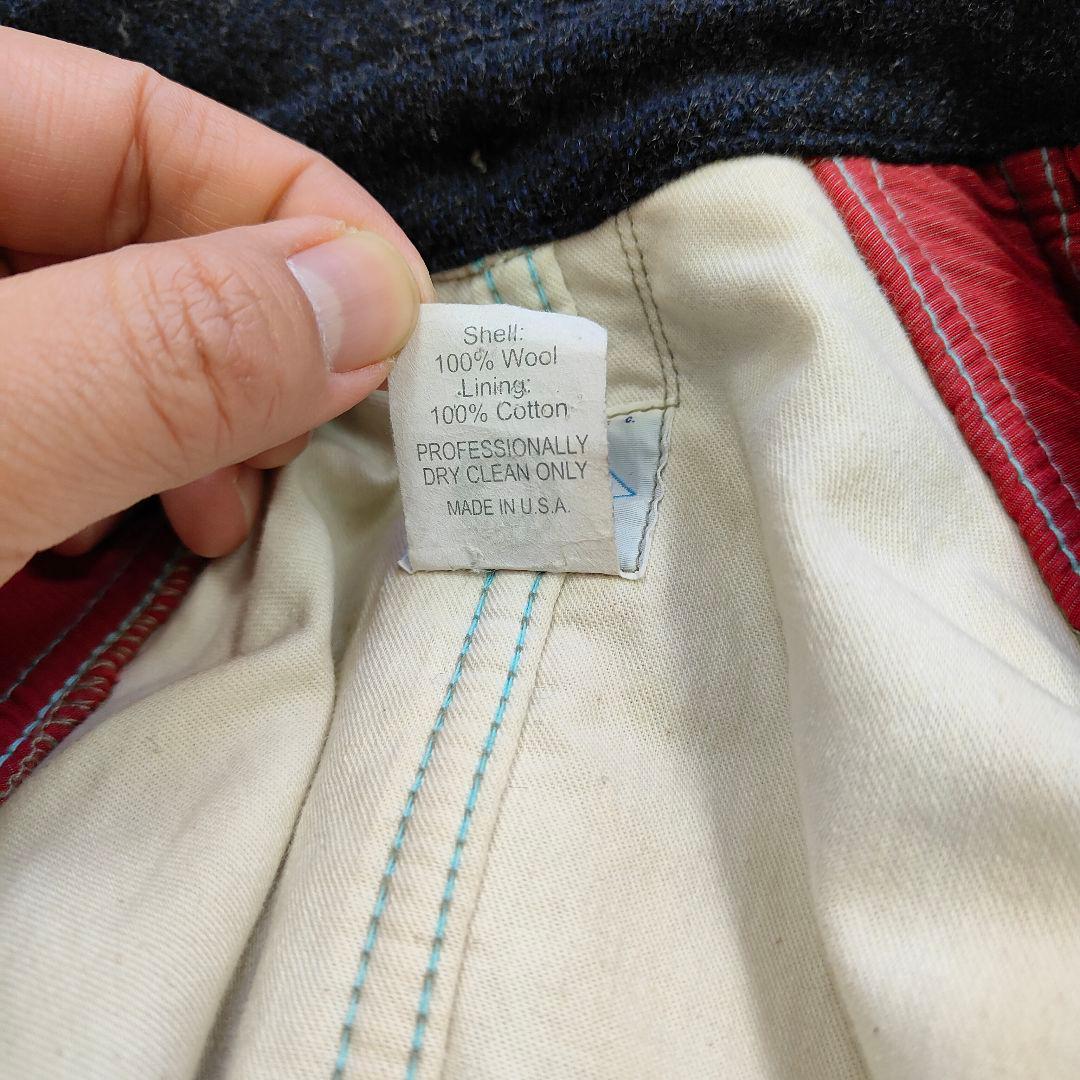 Shell:
100% Wool
Lining:
100% Cotton
PROFESSIONALLY
DRY CLEAN ONLY
MADE IN U.S.A.